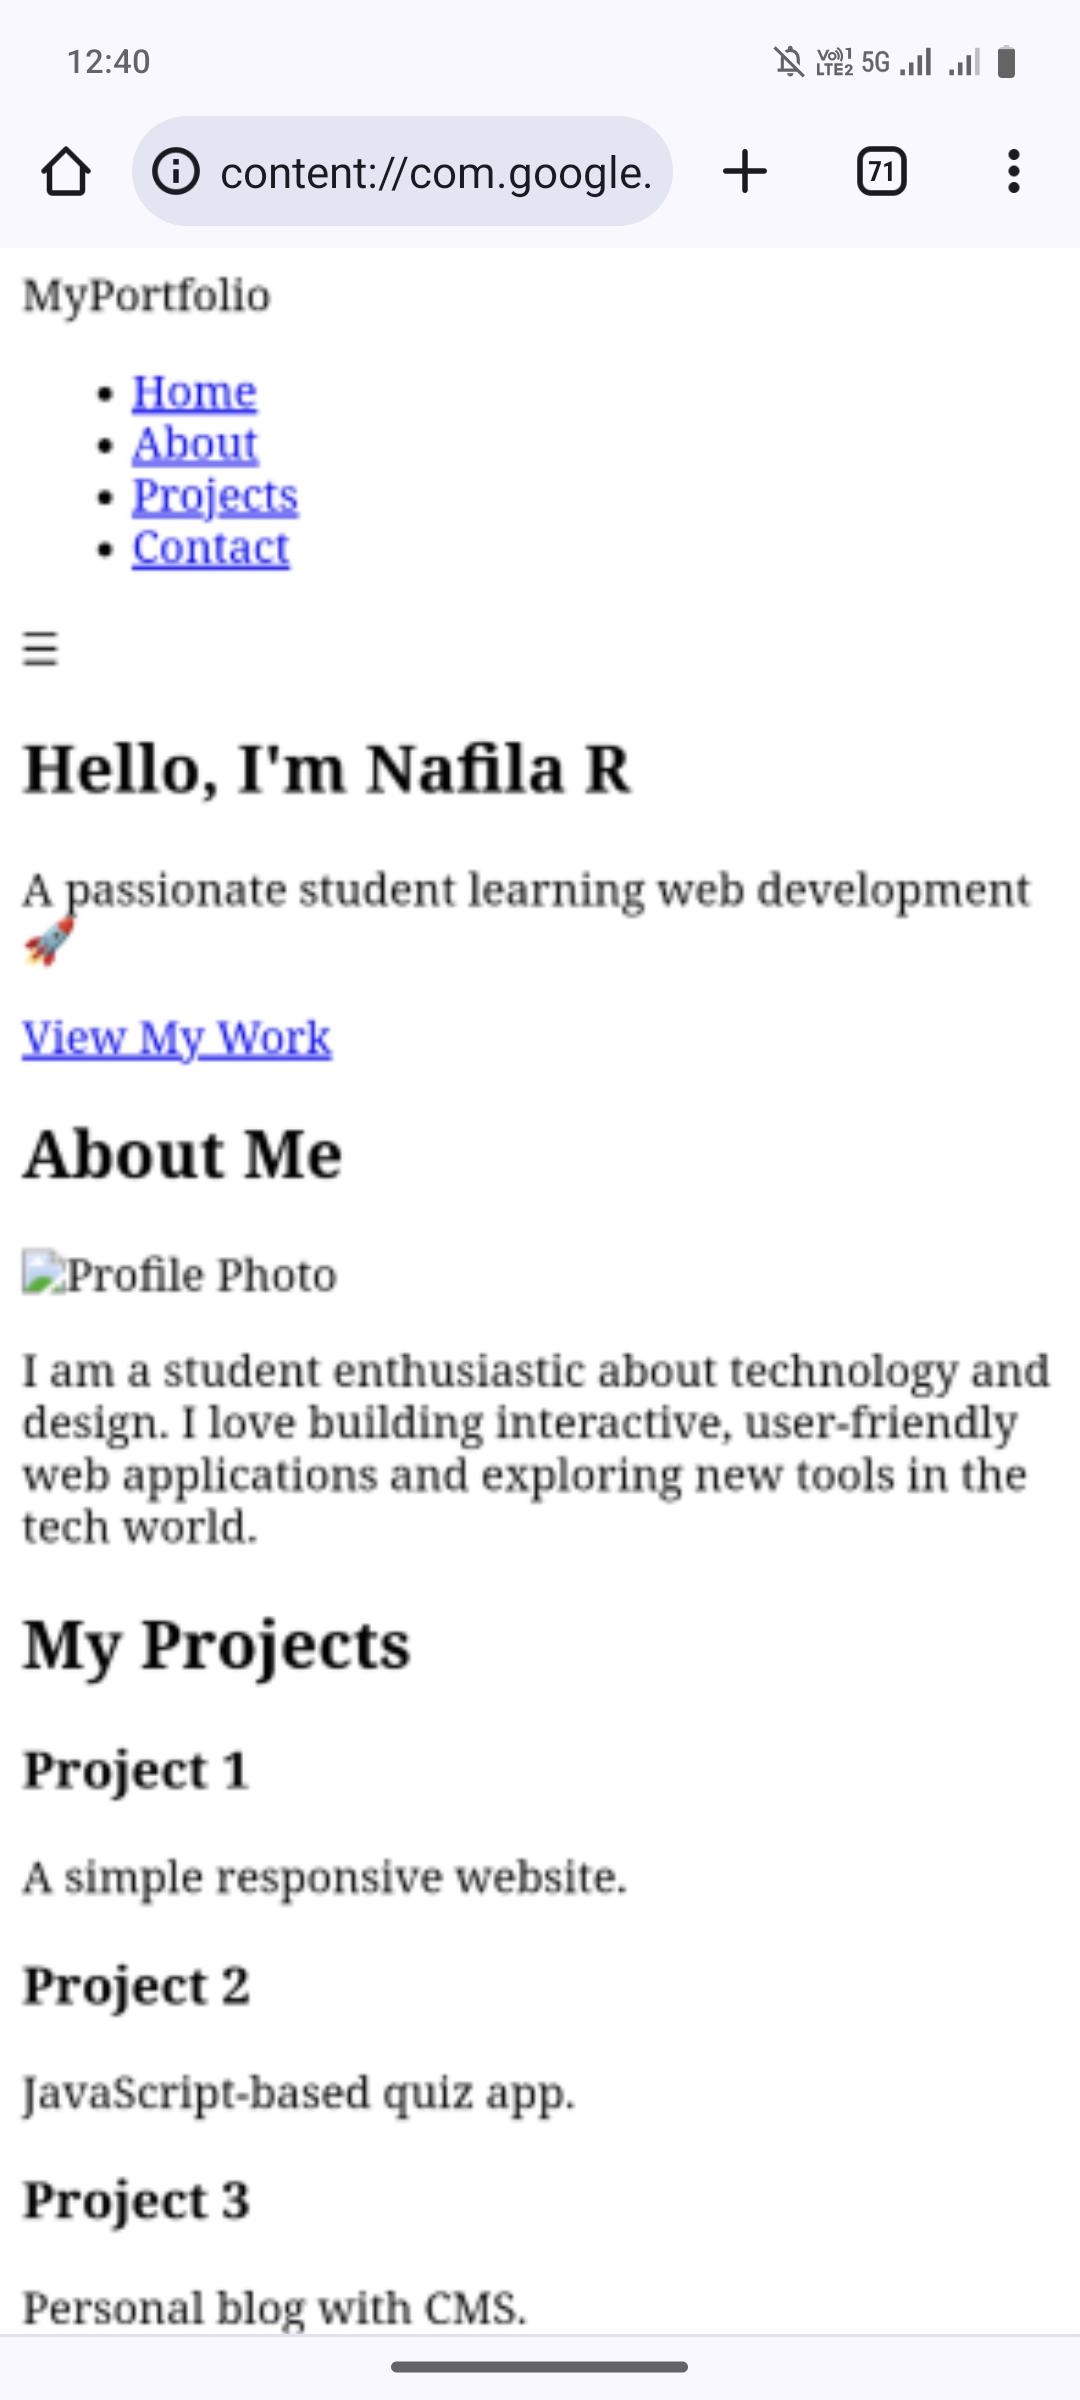 12:40
Vo)) 1
LTE2 5G
content://com.google.
71
MyPortfolio
Home
About
Projects
Contact
Hello, I'm Nafila R
A passionate student learning web development
🚀
View My Work
About Me
Profile Photo
I am a student enthusiastic about technology and
design. I love building interactive, user-friendly
web applications and exploring new tools in the
tech world.
My Projects
Project 1
A simple responsive website.
Project 2
JavaScript-based quiz app.
Project 3
Personal blog with CMS.